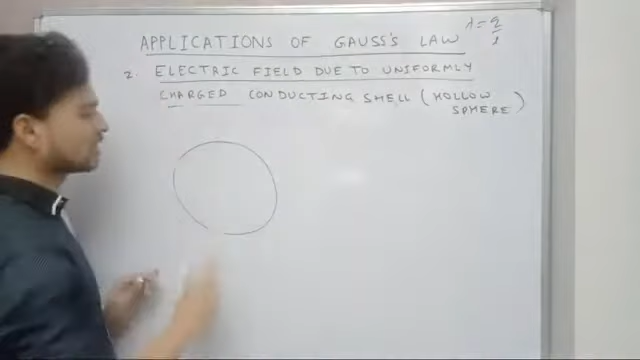 APPLICATIONS OF GAUSS'S LAW
λ = q/l
2. ELECTRIC FIELD DUE TO UNIFORMLY
CHARGED CONDUCTING SHELL (HOLLOW
SPHERE)